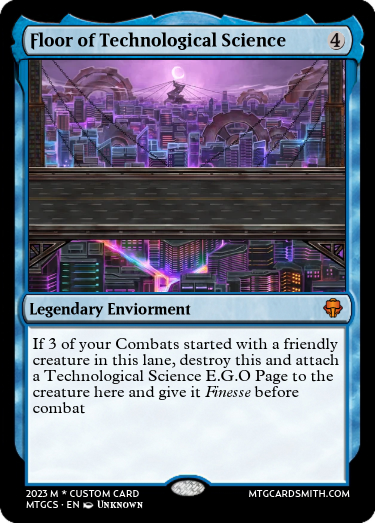 Floor of Technological Science 4
Legendary Enviorment
If 3 of your Combats started with a friendly
creature in this lane, destroy this and attach
a Technological Science E.G.O Page to the
creature here and give it Finesse before
combat
2023 M * CUSTOM CARD
MTGCS • EN Unknown
MTGCARDSMITH.COM